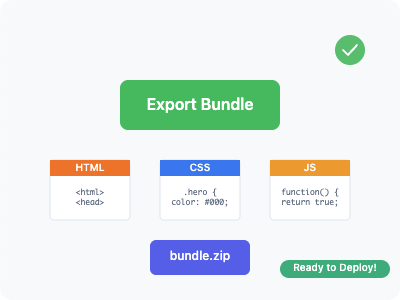 Export Bundle
HTML
<html>
<head>
CSS
.hero {
color: #000;
JS
function() {
return true;
bundle.zip
Ready to Deploy!